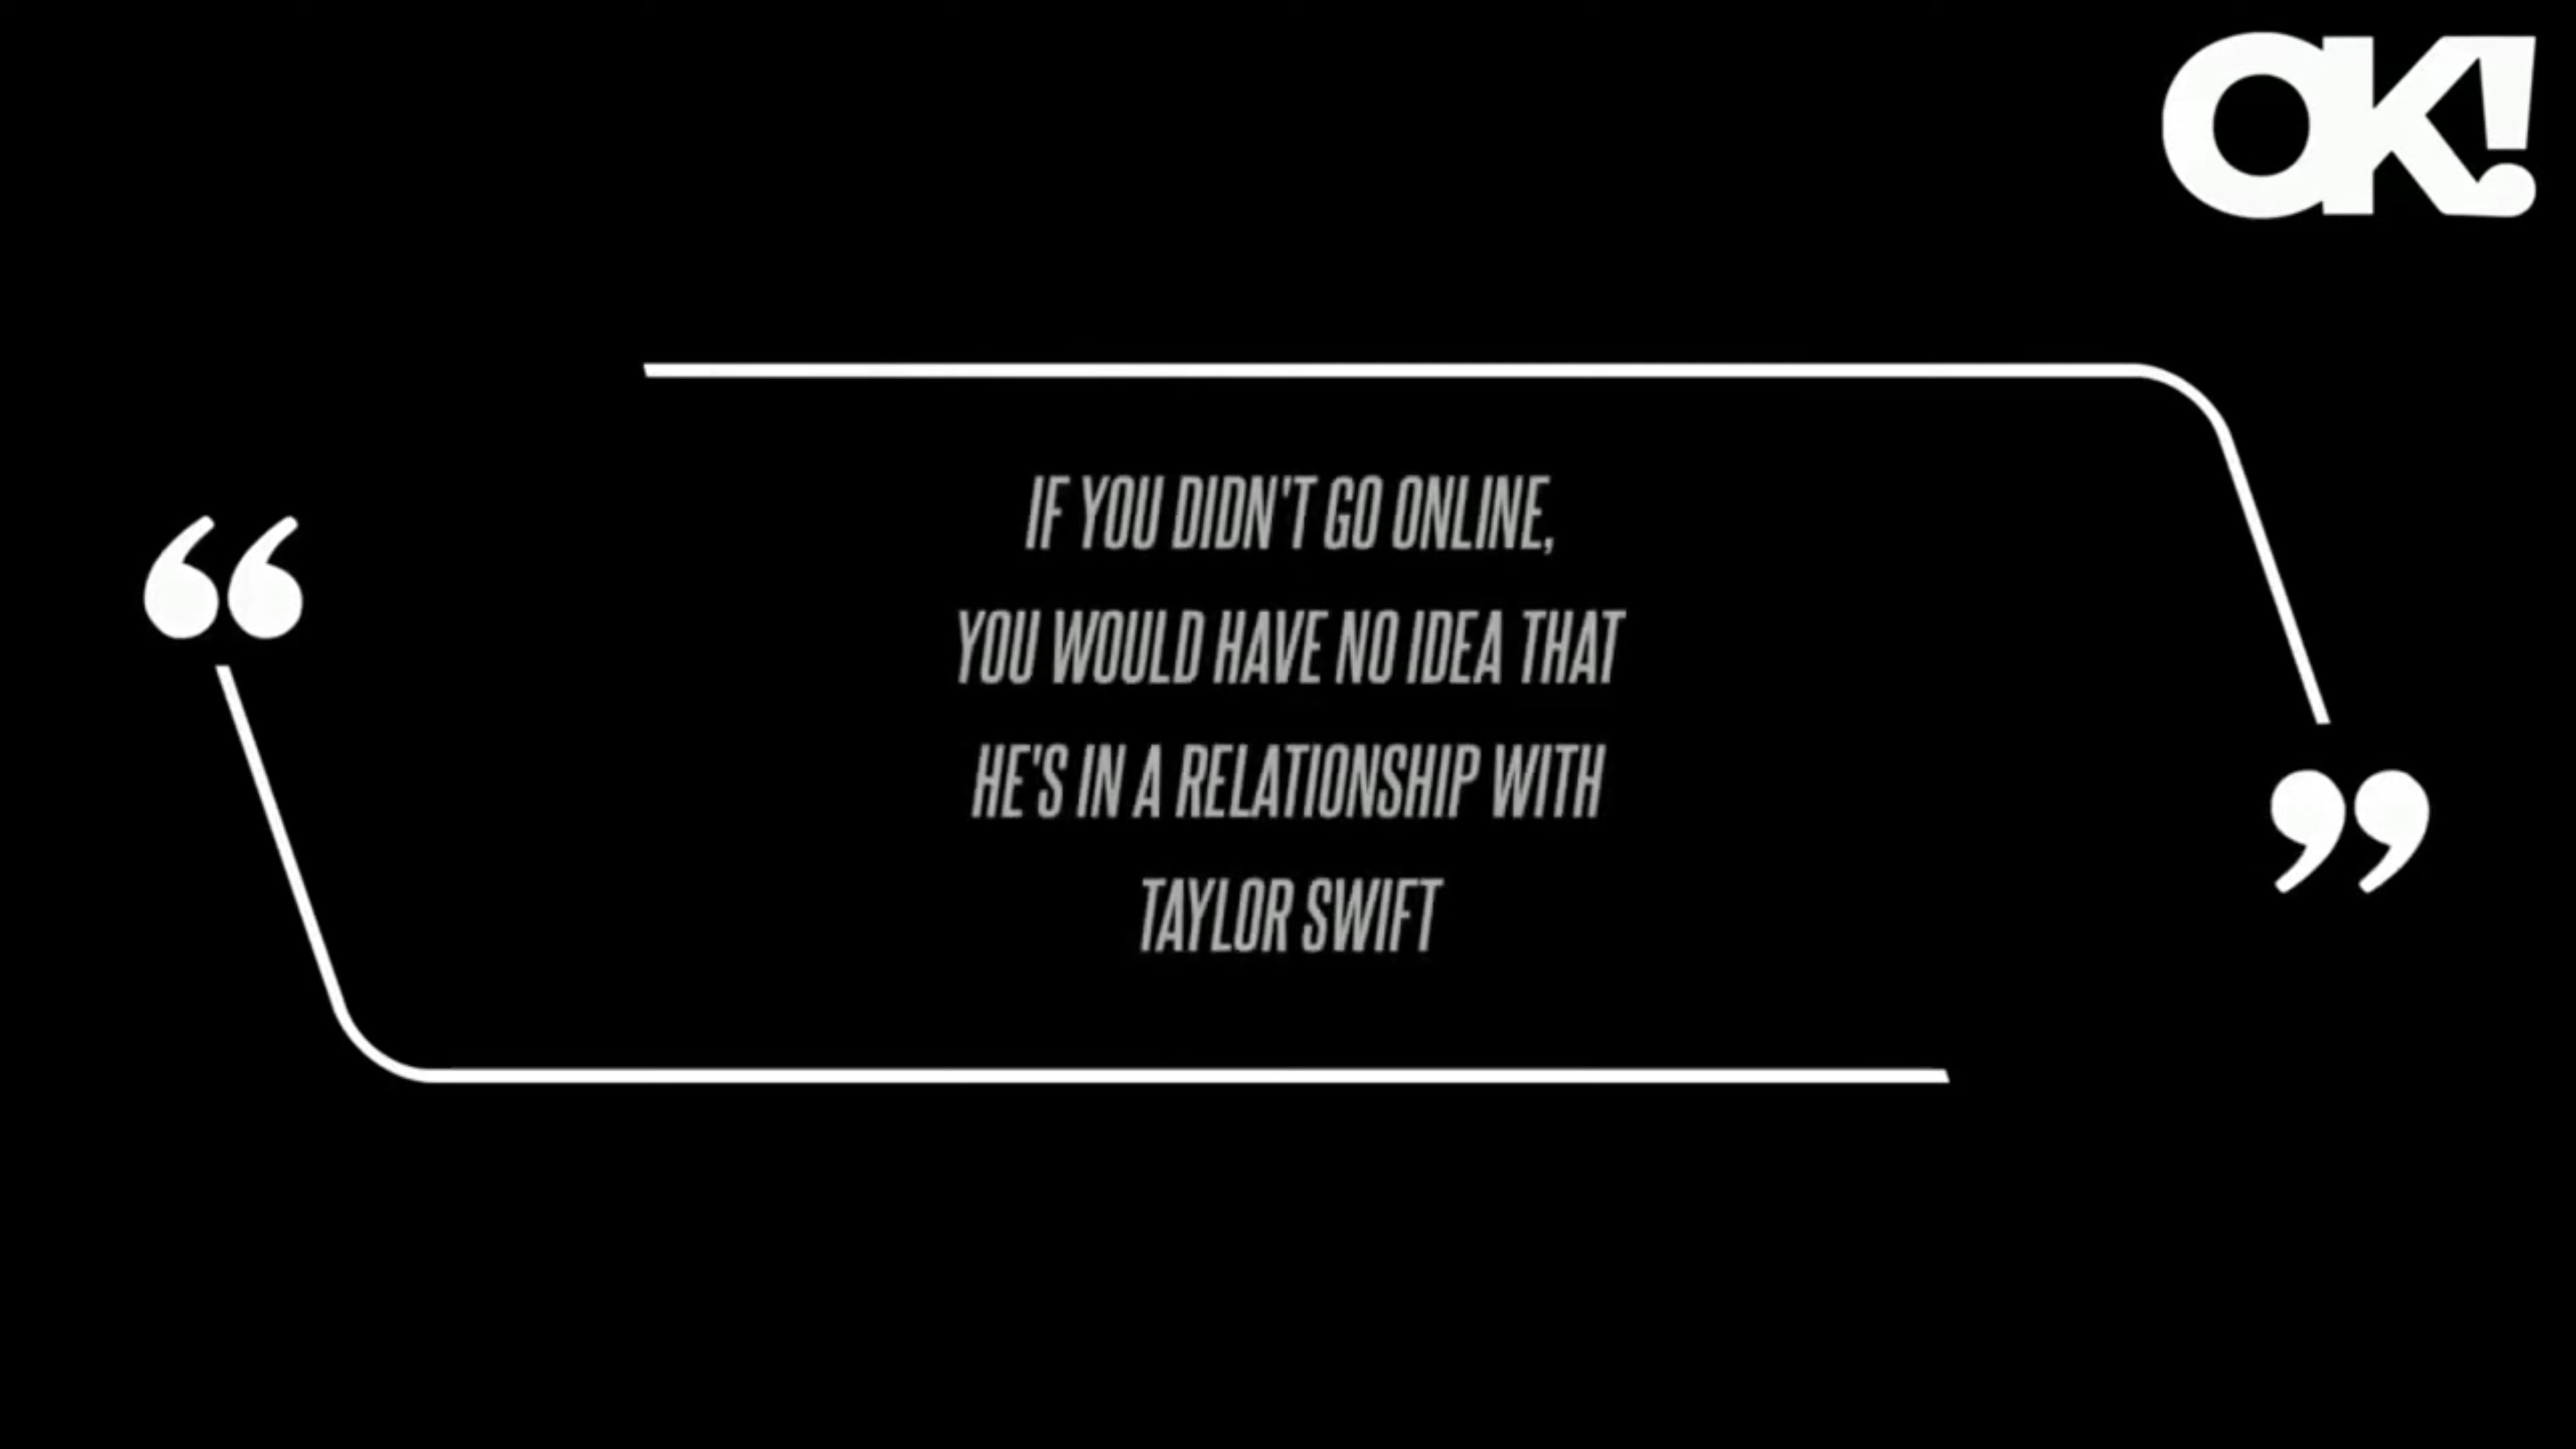 OK!
“
IF YOU DIDN'T GO ONLINE,
YOU WOULD HAVE NO IDEA THAT
HE'S IN A RELATIONSHIP WITH
TAYLOR SWIFT
”